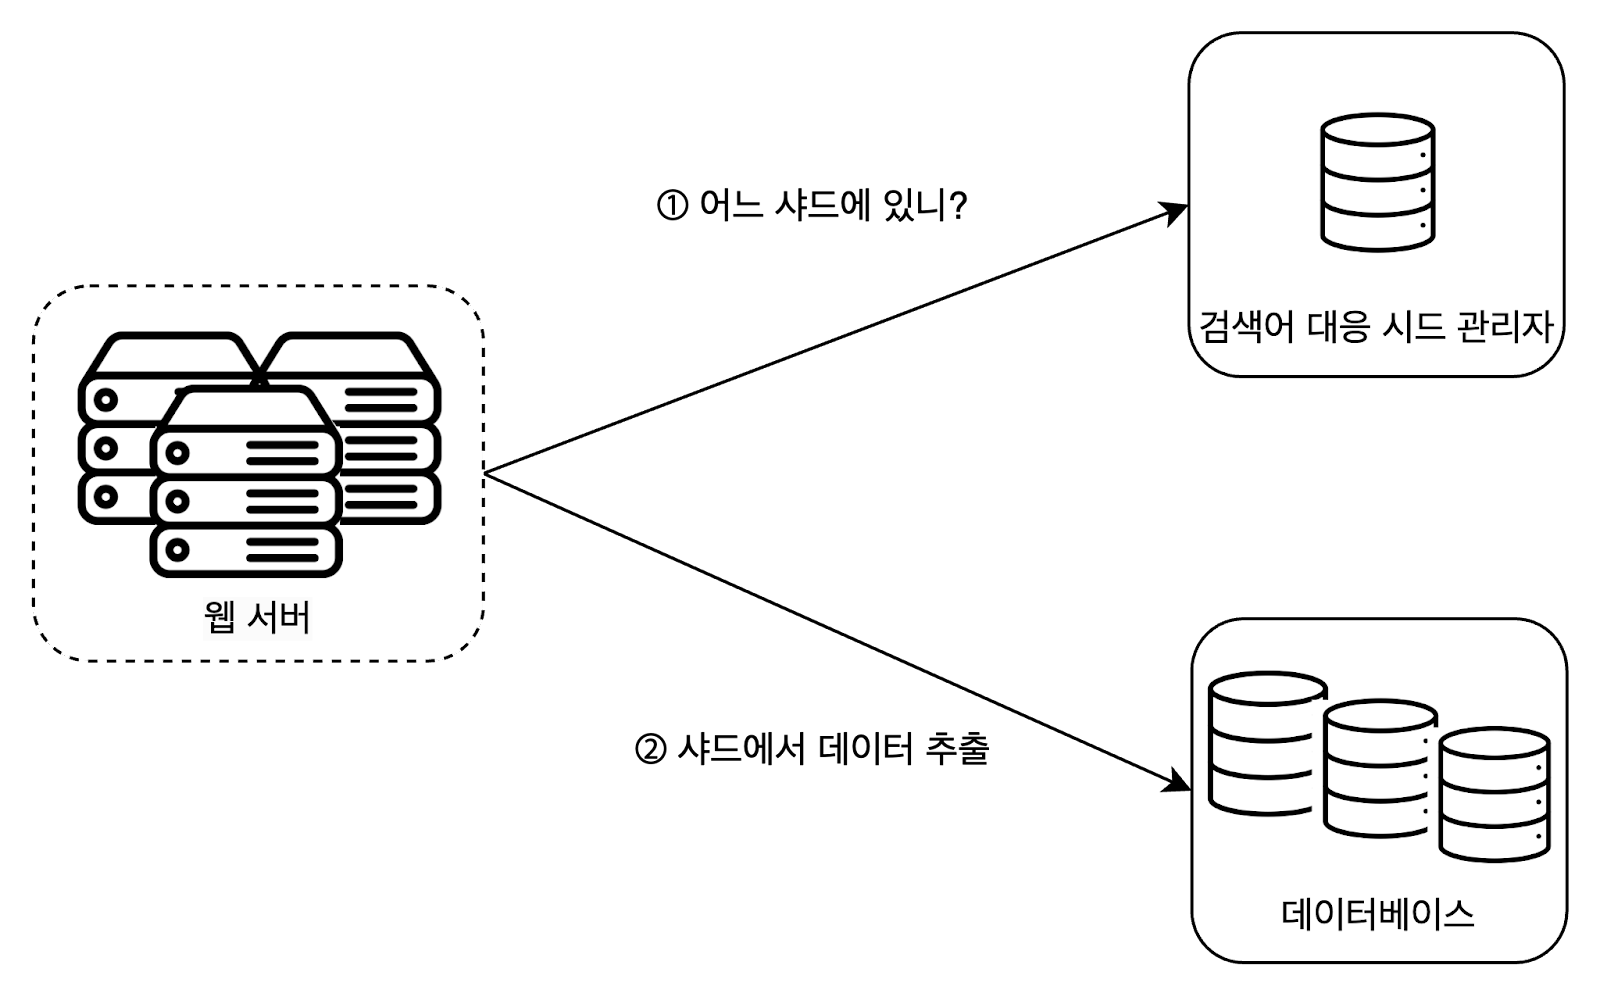 ① 어느 샤드에 있니?
검색어 대응 시드 관리자
웹 서버
② 샤드에서 데이터 추출
데이터베이스